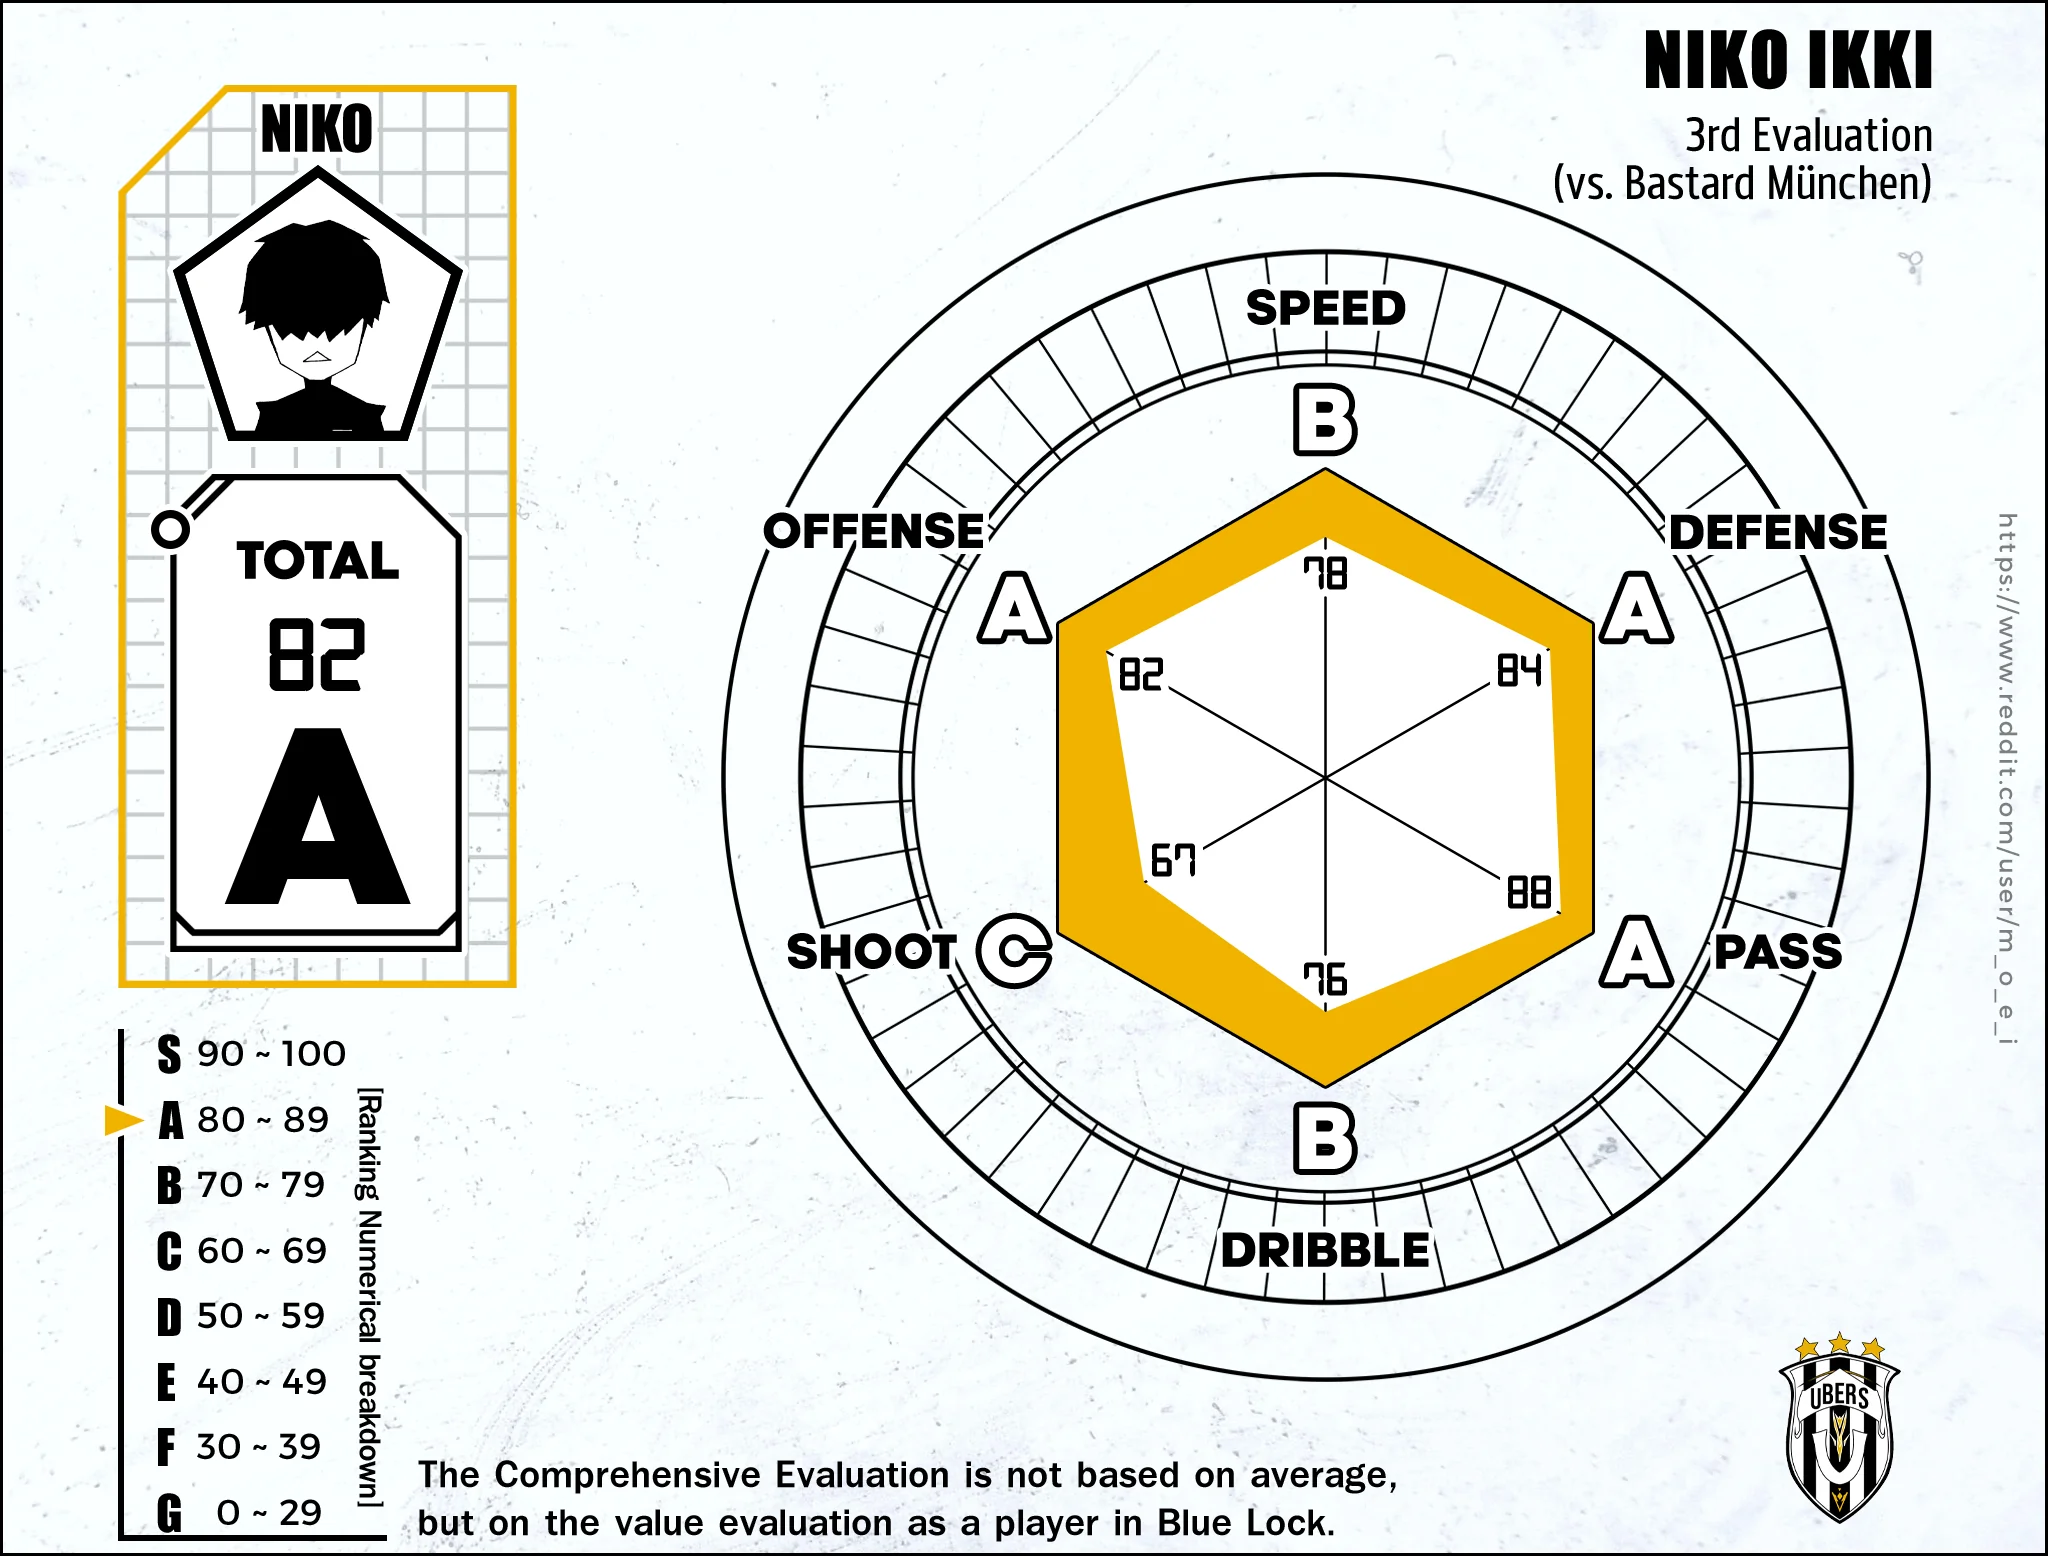 NIKO IKKI
3rd Evaluation
(vs. Bastard München)
NIKO
TOTAL
82
A
SPEED
B
78
OFFENSE
A
82
DEFENSE
A
84
SHOOT
C
67
PASS
A
88
DRIBBLE
B
76
S 90 ~ 100
A 80 ~ 89
B 70 ~ 79
C 60 ~ 69
D 50 ~ 59
E 40 ~ 49
F 30 ~ 39
G 0 ~ 29
[Ranking Numerical breakdown]
The Comprehensive Evaluation is not based on average,
but on the value evaluation as a player in Blue Lock.
UBERS
https://www.reddit.com/user/m_o_e_i